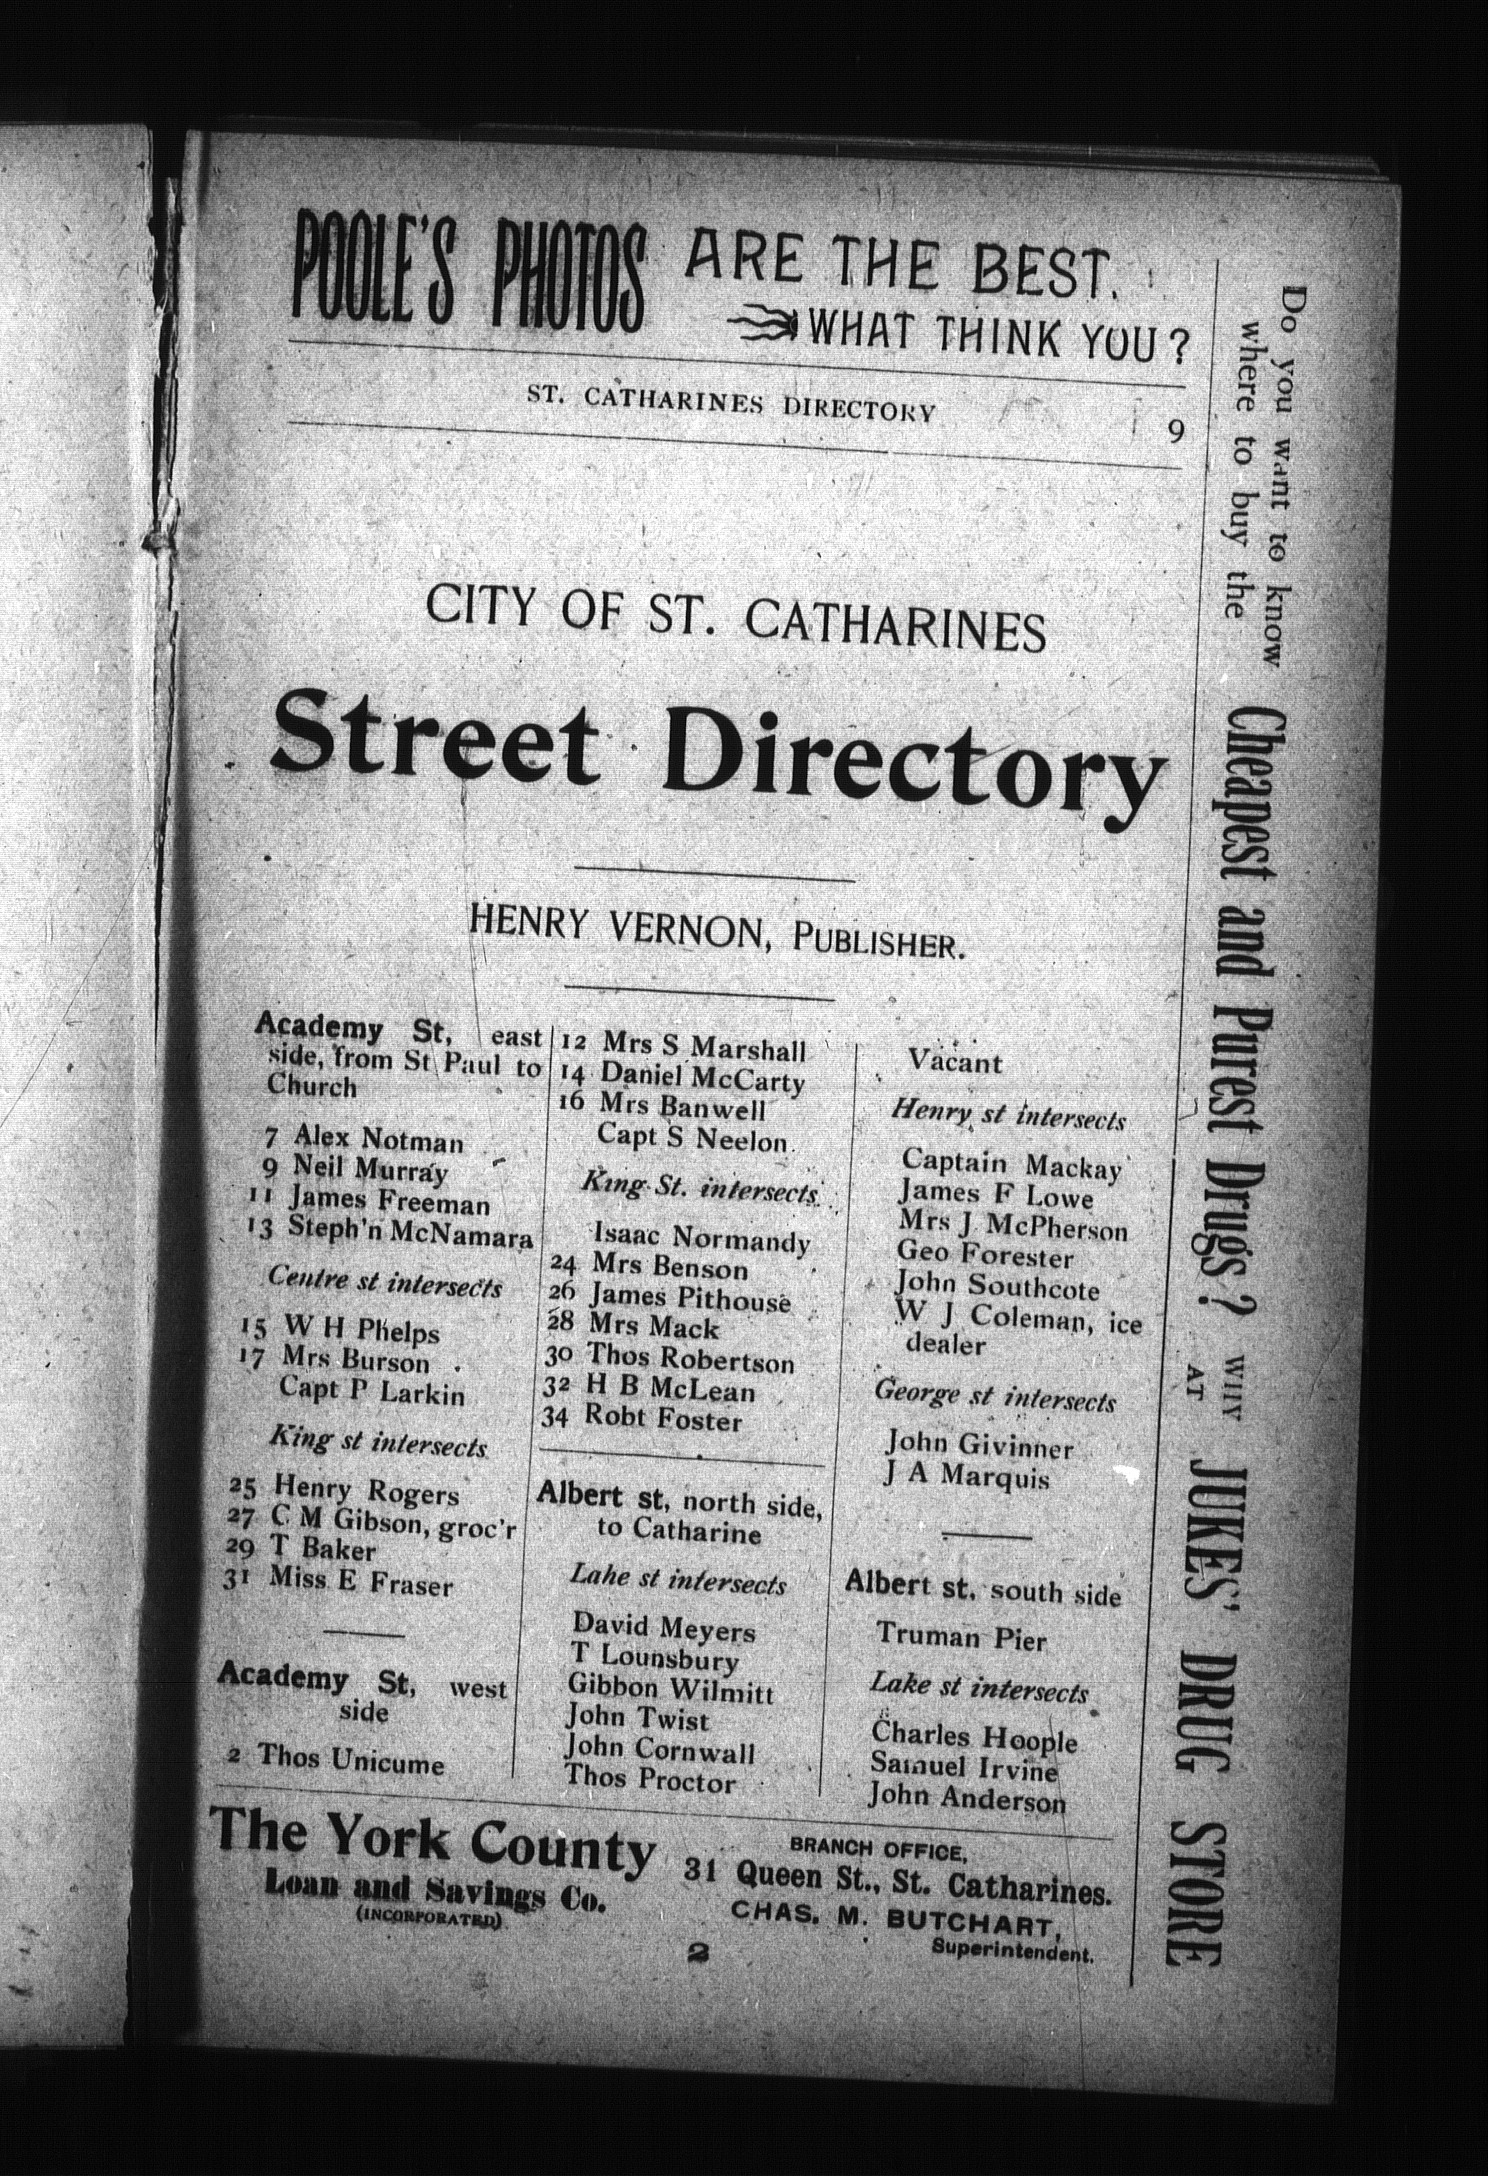 POOLE'S PHOTOS ARE THE BEST.
WHAT THINK YOU?
ST. CATHARINES DIRECTORY 9
CITY OF ST. CATHARINES
Street Directory
HENRY VERNON, PUBLISHER.
Academy St, east
side, from St Paul to
Church
7 Alex Notman
9 Neil Murray
11 James Freeman
13 Steph'n McNamara
Centre st intersects
15 W H Phelps
17 Mrs Burson
Capt P Larkin
King st intersects
25 Henry Rogers
27 C M Gibson, groc'r
29 T Baker
31 Miss E Fraser
Academy St, west
side
2 Thos Unicume
12 Mrs S Marshall
14 Daniel McCarty
16 Mrs Banwell
Capt S Neelon
King St. intersects
Isaac Normandy
24 Mrs Benson
26 James Pithouse
28 Mrs Mack
30 Thos Robertson
32 H B McLean
34 Robt Foster
Albert st, north side,
to Catharine
Lahe st intersects
David Meyers
T Lounsbury
Gibbon Wilmitt
John Twist
John Cornwall
Thos Proctor
Vacant
Henry st intersects
Captain Mackay
James F Lowe
Mrs J McPherson
Geo Forester
John Southcote
W J Coleman, ice
dealer
George st intersects
John Givinner
J A Marquis
Albert st, south side
Truman Pier
Lake st intersects
Charles Hoople
Samuel Irvine
John Anderson
The York County
Loan and Savings Co.
(INCORPORATED)
BRANCH OFFICE,
31 Queen St., St. Catharines.
CHAS. M. BUTCHART,
Superintendent.
2
Do you want to know
where to buy the
Cheapest and Purest Drugs?
WHY
AT
JUKES' DRUG STORE